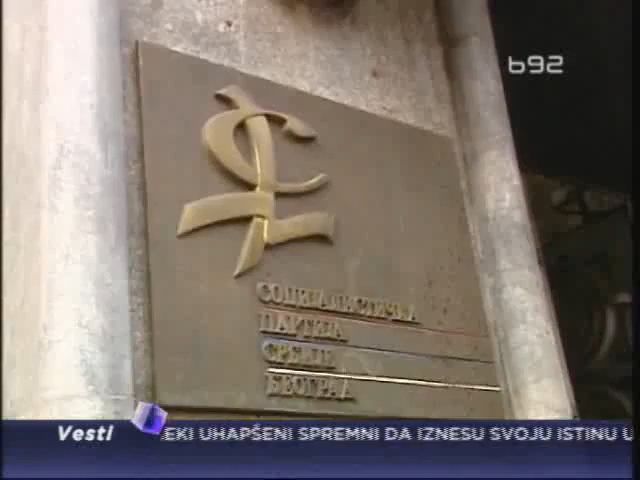 b92
СОЦИЈАЛИСТИЧКА
ПАРТИЈА
СРБИЈЕ
БЕОГРАД
Vesti
EKI UHAPŠENI SPREMNI DA IZNESU SVOJU ISTINU U